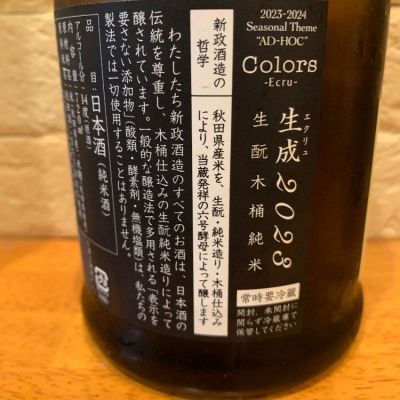 2023-2024
Seasonal Theme
"AD-HOC"
Colors
-Ecru-
エクリュ
生成2023
生酛木桶純米
常時要冷蔵
開封、未開封に
関らず冷蔵庫で
保管してください
新政酒造の
哲学
秋田県産米を、生酛・純米造り・木桶仕込み
により、当蔵発祥の六号酵母によって醸します
わたしたち新政酒造のすべてのお酒は、日本酒の
伝統を尊重し、木桶仕込みの生酛純米造りによって
醸されています。一般的な醸造法で多用される「表示を
要さない添加物」(酸類・酵素剤・無機塩類)は、私たちの
製法では一切使用することはありません。
目:日本酒(純米酒)
品
アルコール分: